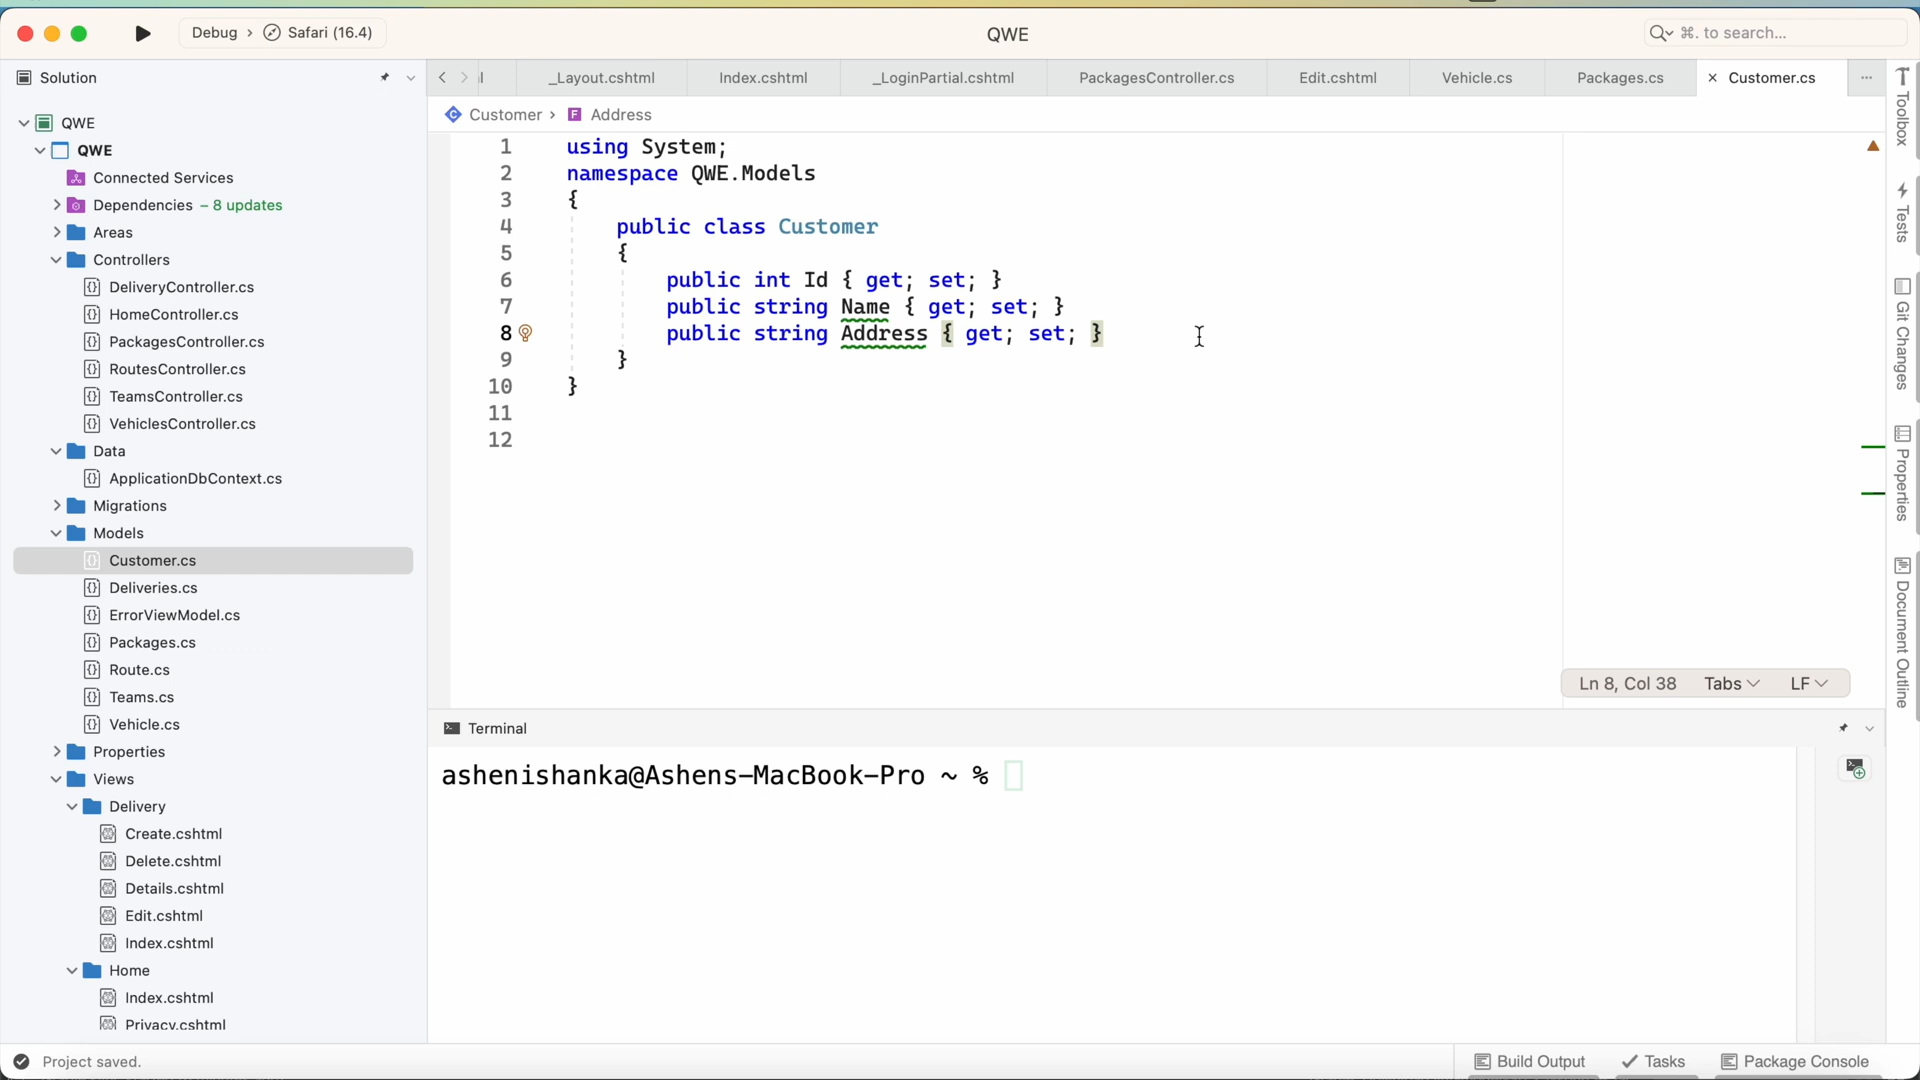 Debug › Safari (16.4)
QWE
⌘. to search...
Solution
_Layout.cshtml
Index.cshtml
_LoginPartial.cshtml
PackagesController.cs
Edit.cshtml
Vehicle.cs
Packages.cs
Customer.cs
QWE
QWE
Connected Services
Dependencies – 8 updates
Areas
Controllers
DeliveryController.cs
HomeController.cs
PackagesController.cs
RoutesController.cs
TeamsController.cs
VehiclesController.cs
Data
ApplicationDbContext.cs
Migrations
Models
Customer.cs
Deliveries.cs
ErrorViewModel.cs
Packages.cs
Route.cs
Teams.cs
Vehicle.cs
Properties
Views
Delivery
Create.cshtml
Delete.cshtml
Details.cshtml
Edit.cshtml
Index.cshtml
Home
Index.cshtml
Privacy.cshtml
Customer › Address
1 using System;
2 namespace QWE.Models
3 {
4 public class Customer
5 {
6 public int Id { get; set; }
7 public string Name { get; set; }
8 public string Address { get; set; }
9 }
10 }
11
12
Ln 8, Col 38
Tabs
LF
Terminal
ashenishanka@Ashens-MacBook-Pro ~ %
Toolbox
Tests
Git Changes
Properties
Document Outline
Project saved.
Build Output
Tasks
Package Console